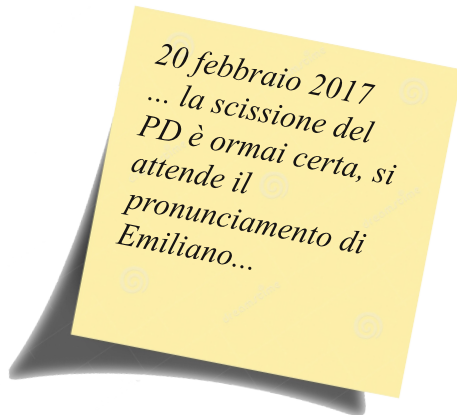 20 febbraio 2017
... la scissione del
PD è ormai certa, si
attende il
pronunciamento di
Emiliano...